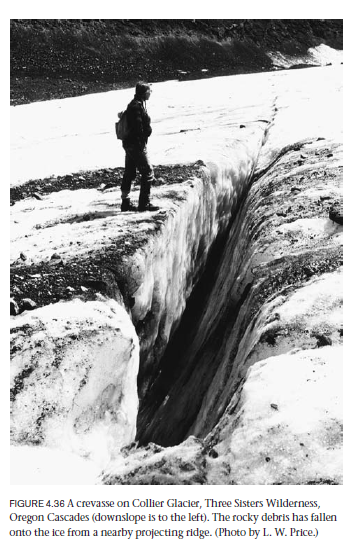 FIGURE 4.36 A crevasse on Collier Glacier, Three Sisters Wilderness,
Oregon Cascades (downslope is to the left). The rocky debris has fallen
onto the ice from a nearby projecting ridge. (Photo by L. W. Price.)